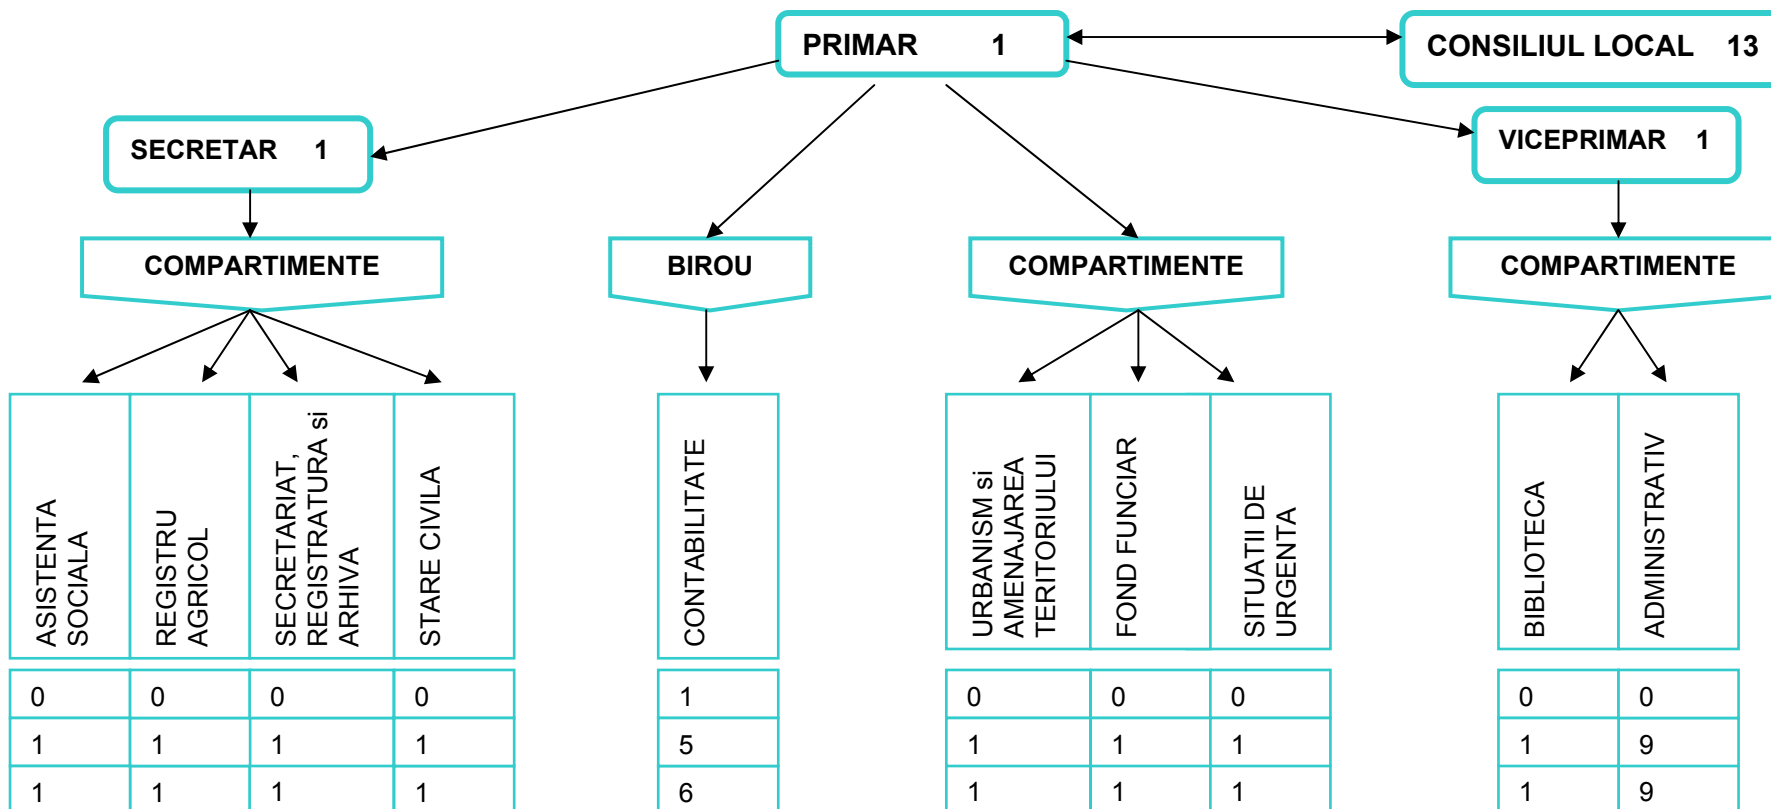 PRIMAR 1
CONSILIUL LOCAL 13
SECRETAR 1
VICEPRIMAR 1
COMPARTIMENTE
BIROU
COMPARTIMENTE
COMPARTIMENTE
ASISTENTA
SOCIALA
REGISTRU
AGRICOL
SECRETARIAT,
REGISTRATURA si
ARHIVA
STARE CIVILA
CONTABILITATE
URBANISM si
AMENAJAREA
TERITORIULUI
FOND FUNCIAR
SITUATII DE
URGENTA
BIBLIOTECA
ADMINISTRATIV
0 0 0 0 1 0 0 0 0 0
1 1 1 1 5 1 1 1 1 9
1 1 1 1 6 1 1 1 1 9